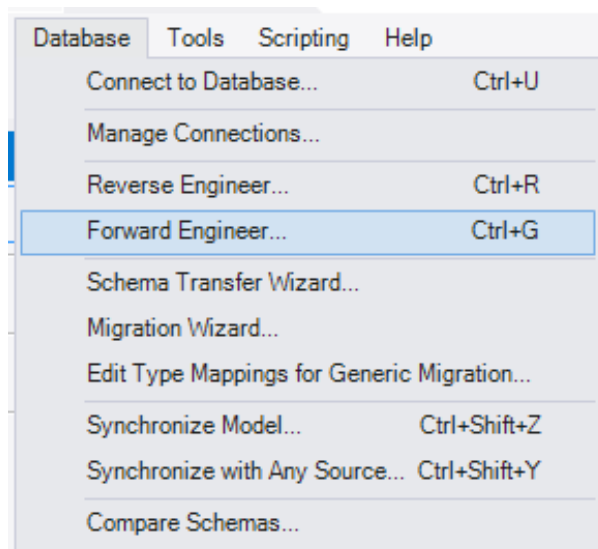 Database Tools Scripting Help
Connect to Database... Ctrl+U
Manage Connections...
Reverse Engineer... Ctrl+R
Forward Engineer... Ctrl+G
Schema Transfer Wizard...
Migration Wizard...
Edit Type Mappings for Generic Migration...
Synchronize Model... Ctrl+Shift+Z
Synchronize with Any Source... Ctrl+Shift+Y
Compare Schemas...